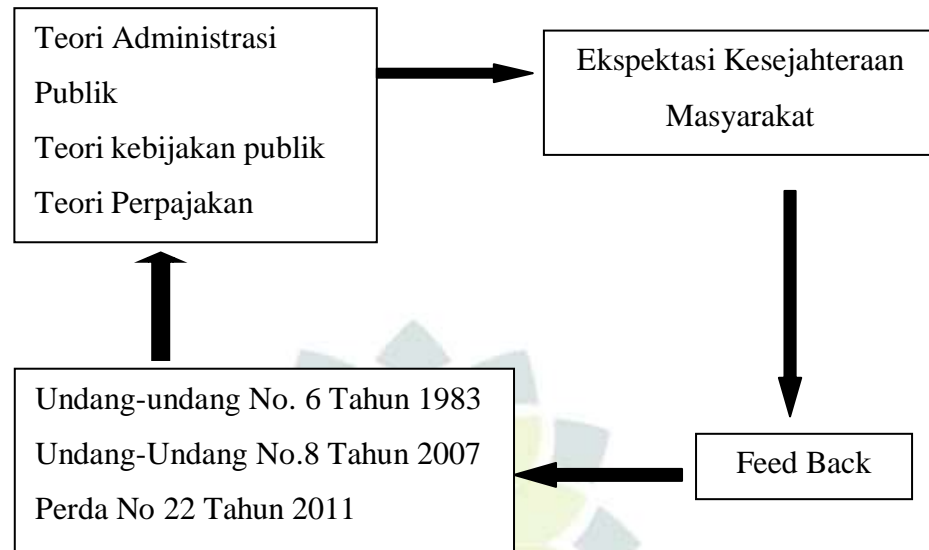 Teori Administrasi
Publik
Teori kebijakan publik
Teori Perpajakan
Ekspektasi Kesejahteraan
Masyarakat
Undang-undang No. 6 Tahun 1983
Undang-Undang No.8 Tahun 2007
Perda No 22 Tahun 2011
Feed Back